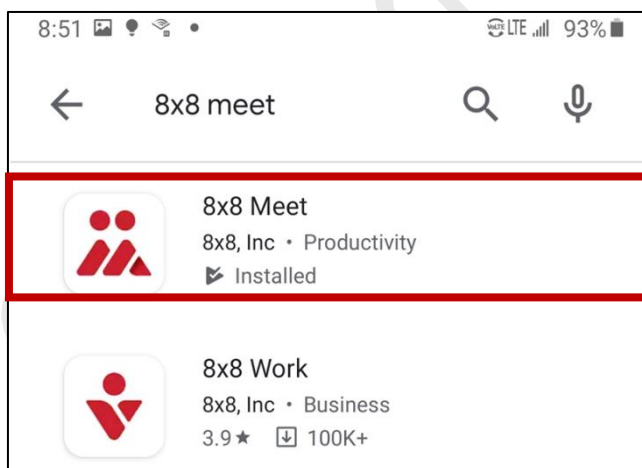 8:51 LTE 93%
8x8 meet
8x8 Meet
8x8, Inc • Productivity
Installed
8x8 Work
8x8, Inc • Business
3.9★ 100K+